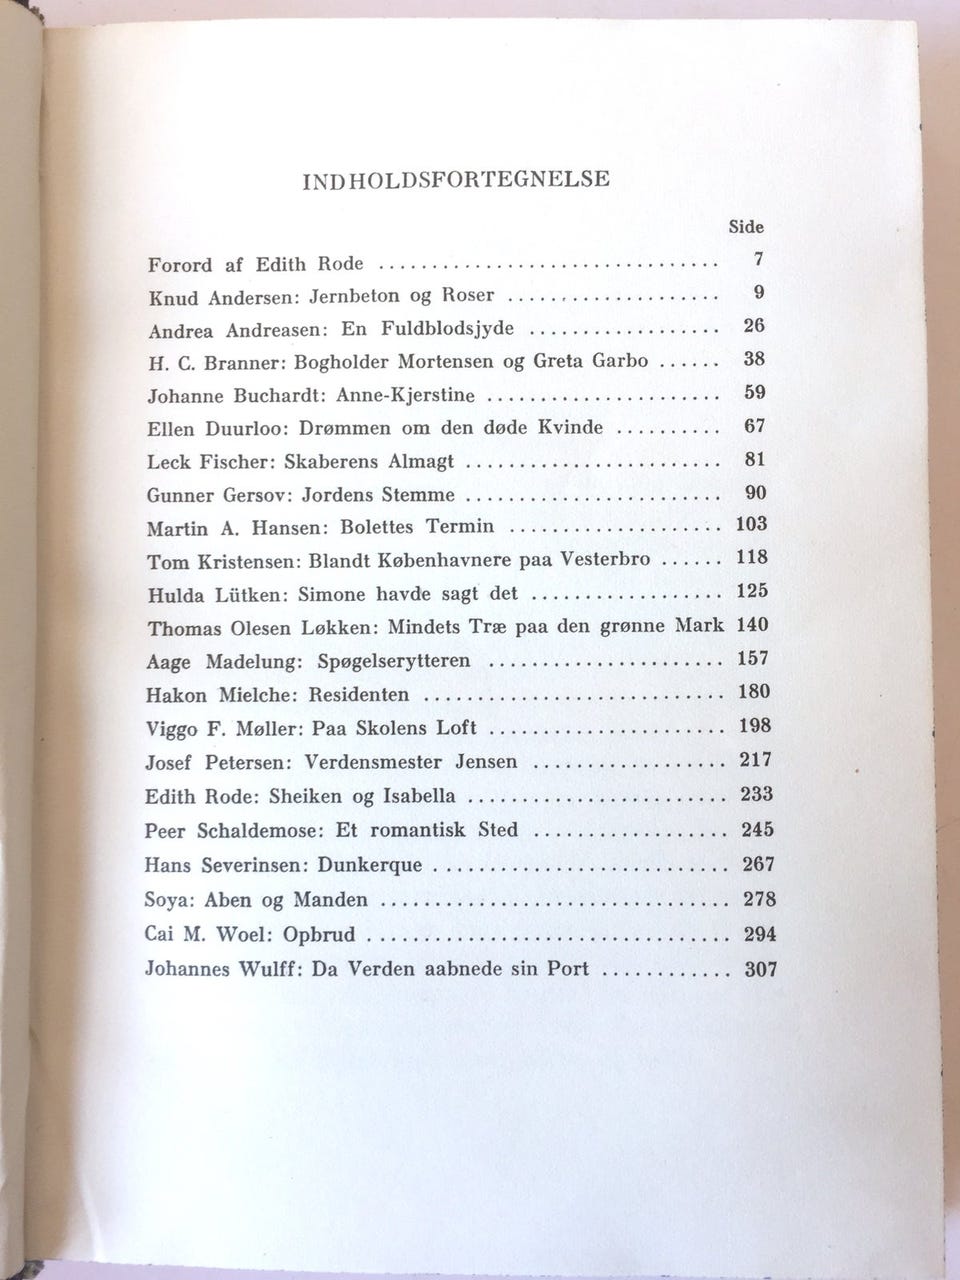 INDHOLDSFORTEGNELSE
Side
Forord af Edith Rode ................................ 7
Knud Andersen: Jernbeton og Roser .................... 9
Andrea Andreasen: En Fuldblodsjyde .................. 26
H. C. Branner: Bogholder Mortensen og Greta Garbo ...... 38
Johanne Buchardt: Anne-Kjerstine ...................... 59
Ellen Duurloo: Drømmen om den døde Kvinde .......... 67
Leck Fischer: Skaberens Almagt ........................ 81
Gunner Gersov: Jordens Stemme ........................ 90
Martin A. Hansen: Bolettes Termin .................... 103
Tom Kristensen: Blandt Københavnere paa Vesterbro ...... 118
Hulda Lütken: Simone havde sagt det .................. 125
Thomas Olesen Løkken: Mindets Træ paa den grønne Mark 140
Aage Madelung: Spøgelserytteren ...................... 157
Hakon Mielche: Residenten ............................ 180
Viggo F. Møller: Paa Skolens Loft ...................... 198
Josef Petersen: Verdensmester Jensen .................. 217
Edith Rode: Sheiken og Isabella ........................ 233
Peer Schaldemose: Et romantisk Sted .................. 245
Hans Severinsen: Dunkerque ............................ 267
Soya: Aben og Manden ................................. 278
Cai M. Woel: Opbrud .................................. 294
Johannes Wulff: Da Verden aabnede sin Port ............ 307